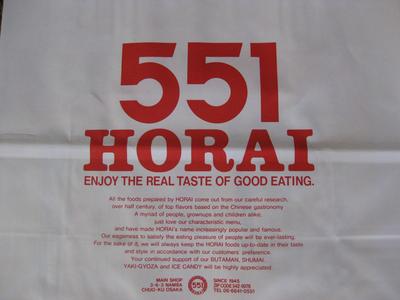 551
HORAI
ENJOY THE REAL TASTE OF GOOD EATING.
All the foods prepared by HORAI come out from our careful research,
over half century, of top flavors based on the Chinese gastronomy
A myriad of people, grownups and children alike,
just love our characteristic menu,
and have made HORAI's name increasingly popular and famous.
Our eagerness to satisfy the eating pleasure of people will be ever-lasting.
For the sake of it, we will always keep the HORAI foods up-to-date in their taste
and style in accordance with our customers' preference.
Your continued support of our BUTAMAN, SHUMAI,
YAKI-GYOZA and ICE CANDY will be highly appreciated.
MAIN SHOP
3-6-3 NAMBA
CHUO-KU OSAKA
551
SINCE 1945
ZIP CODE 542-0076
TEL 06-6641-0551